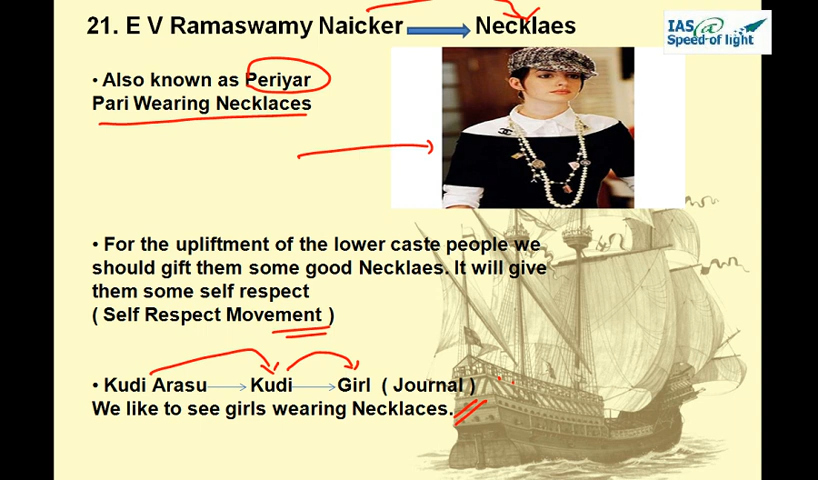 21. E V Ramaswamy Naicker Necklaes
IAS@
Speed of light
• Also known as Periyar
Pari Wearing Necklaces
• For the upliftment of the lower caste people we
should gift them some good Necklaes. It will give
them some self respect
( Self Respect Movement )
• Kudi Arasu Kudi Girl ( Journal )
We like to see girls wearing Necklaces.